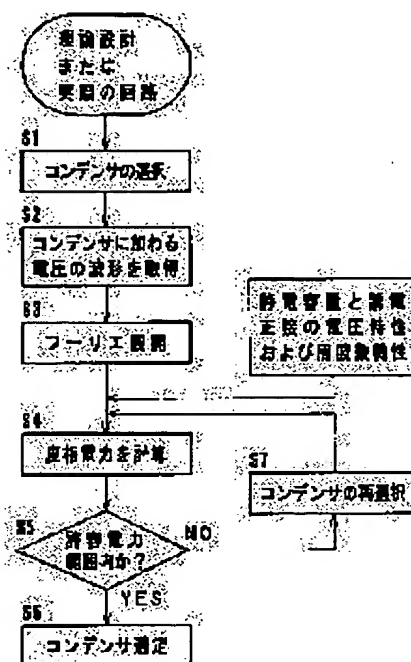 理論設計
または
実際の回路
S1
コンデンサの選択
S2
コンデンサに加わる
電圧の波形を取得
S3
フーリエ展開
静電容量と誘電
正接の電圧特性
および周波数特性
S4
皮相電力を計算
S7
コンデンサの再選択
S5
許容電力
範囲内か?
NO
YES
S6
コンデンサ選定